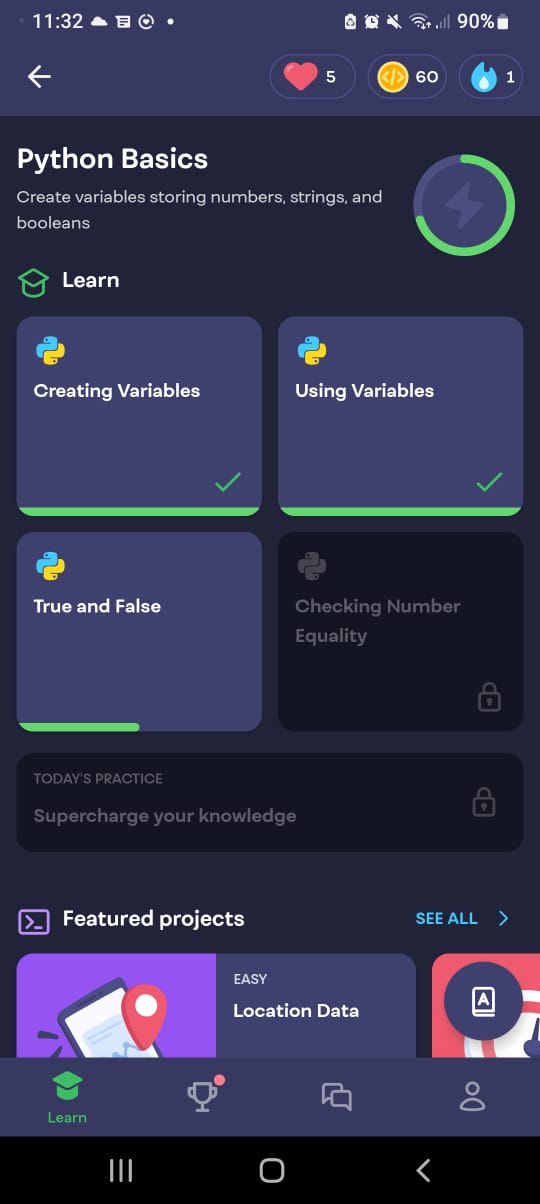 11:32
90%
5
60
1
Python Basics
Create variables storing numbers, strings, and
booleans
Learn
Creating Variables
Using Variables
True and False
Checking Number
Equality
TODAY'S PRACTICE
Supercharge your knowledge
Featured projects
SEE ALL
EASY
Location Data
A
Learn